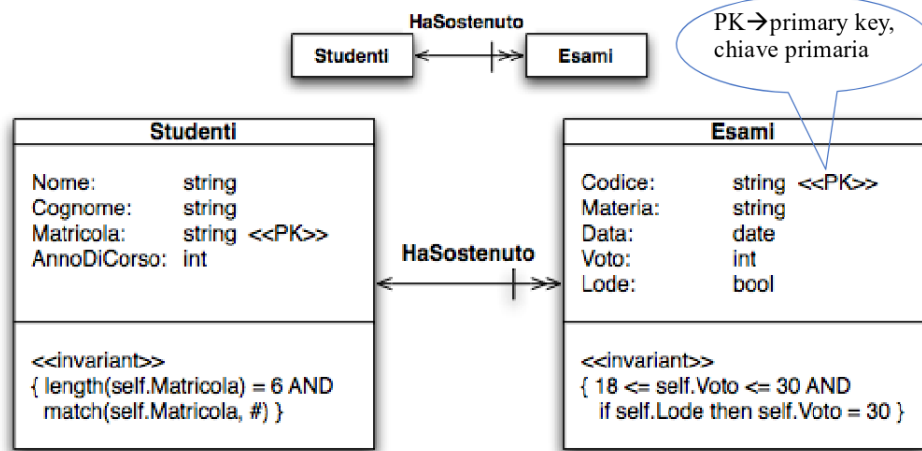 HaSostenuto
Studenti
Esami
PK→primary key,
chiave primaria
Studenti
Nome: string
Cognome: string
Matricola: string <<PK>>
AnnoDiCorso: int
<<invariant>>
{ length(self.Matricola) = 6 AND
match(self.Matricola, #) }
HaSostenuto
Esami
Codice: string <<PK>>
Materia: string
Data: date
Voto: int
Lode: bool
<<invariant>>
{ 18 <= self.Voto <= 30 AND
if self.Lode then self.Voto = 30 }